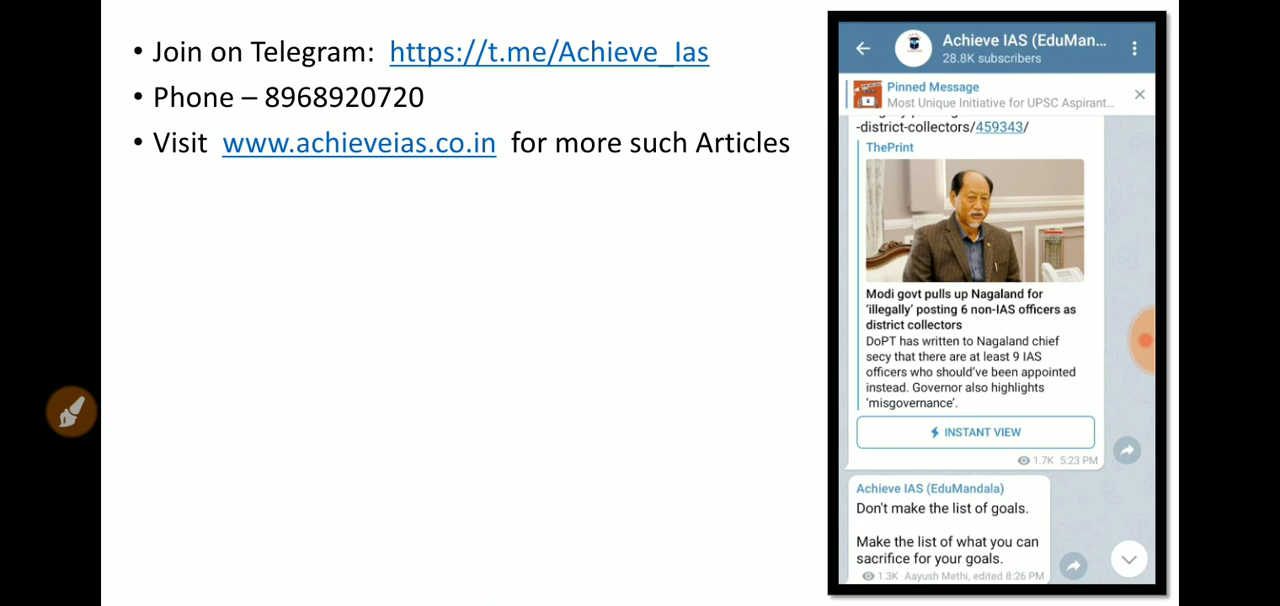 • Join on Telegram: https://t.me/Achieve_Ias
• Phone – 8968920720
• Visit www.achieveias.co.in for more such Articles
Achieve IAS (EduMan...
28.8K subscribers
Pinned Message
Most Unique Initiative for UPSC Aspirant...
-district-collectors/459343/
ThePrint
Modi govt pulls up Nagaland for
‘illegally’ posting 6 non-IAS officers as
district collectors
DoPT has written to Nagaland chief
secy that there are at least 9 IAS
officers who should’ve been appointed
instead. Governor also highlights
‘misgovernance’.
INSTANT VIEW
1.7K 5:23 PM
Achieve IAS (EduMandala)
Don't make the list of goals.
Make the list of what you can
sacrifice for your goals.
1.3K Aayush Methi, edited 8:26 PM